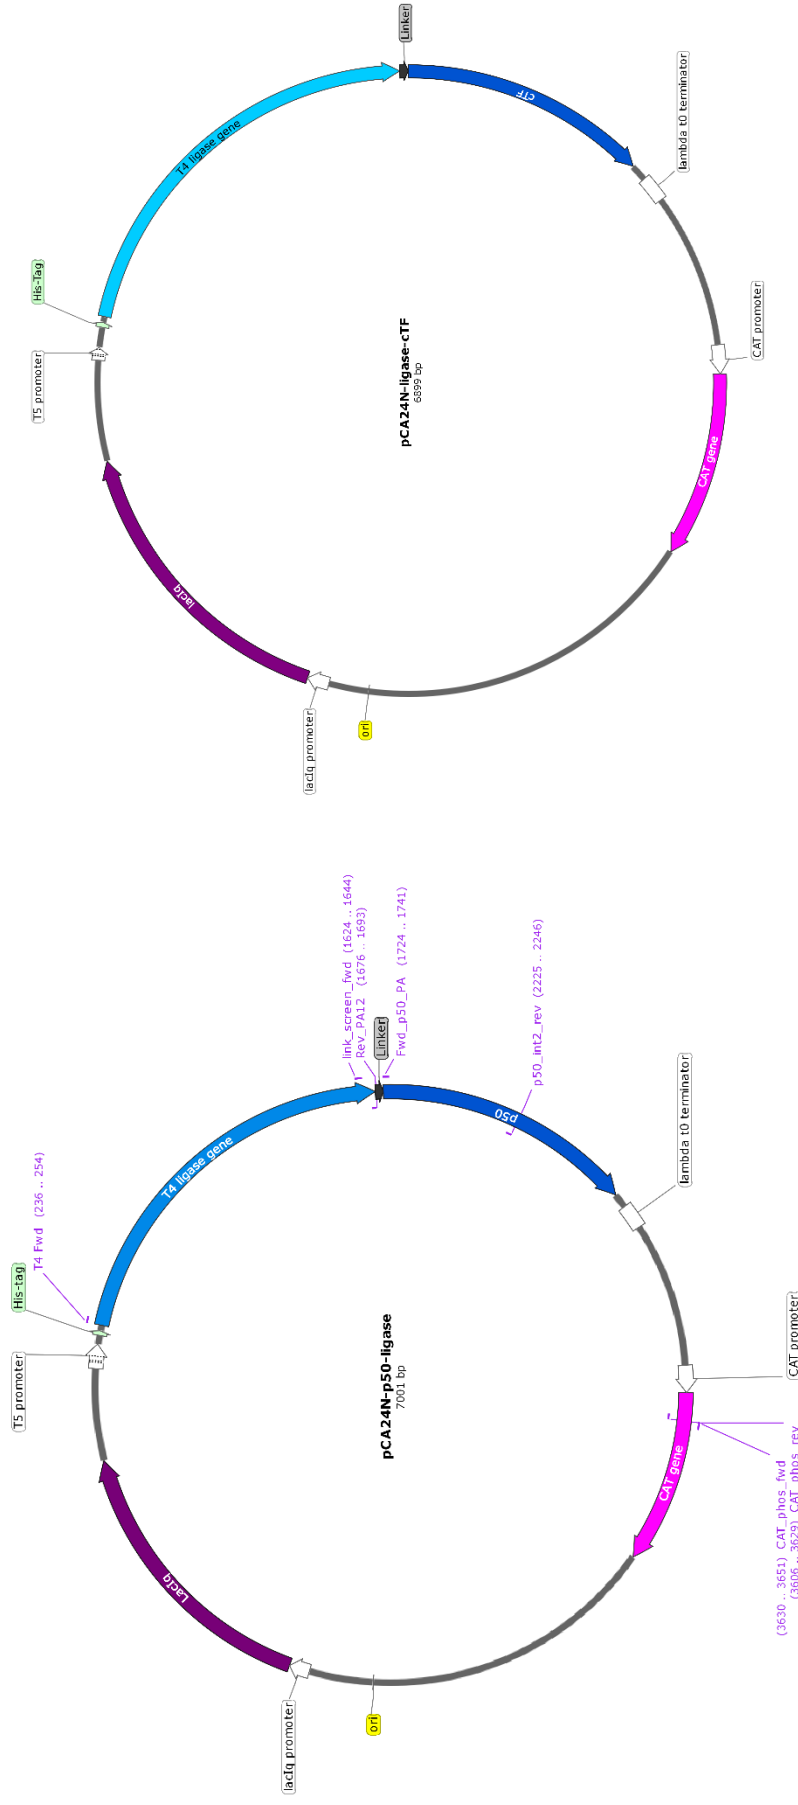 Linker
cTF
lambda t0 terminator
T4 ligase gene
His-Tag
T5 promoter
CAT promoter
pCA24N-ligase-cTF
6899 bp
CAT gene
lacIq
lacIq promoter
ori
link_screen_fwd (1624 .. 1644)
Rev_PA12 (1676 .. 1693)
Linker
Fwd_p50_PA (1724 .. 1741)
p50_int2_rev (2225 .. 2246)
p50
lambda t0 terminator
T4 ligase gene
T4 Fwd (236 .. 254)
His-tag
T5 promoter
CAT promoter
pCA24N-p50-ligase
7001 bp
CAT gene
(3630 .. 3651) CAT_phos_fwd
(3606 .. 3629) CAT_phos_rev
LacIq
lacIq promoter
ori